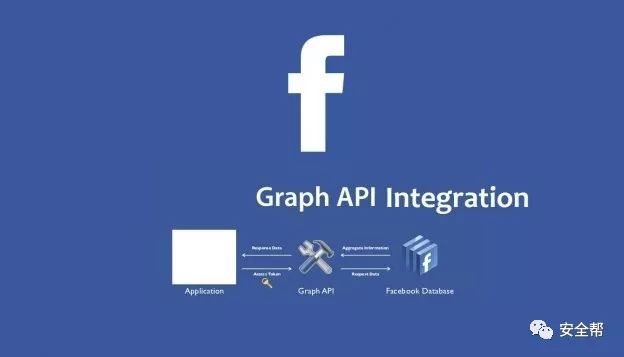 f
Graph API Integration
Response Data
Aggregate Information
Access Token
Request Data
Application
Graph API
Facebook Database
安全帮